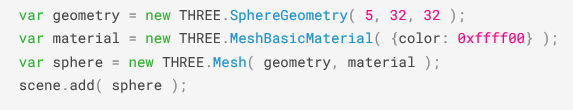 var geometry = new THREE.SphereGeometry( 5, 32, 32 );
var material = new THREE.MeshBasicMaterial( {color: 0xffff00} );
var sphere = new THREE.Mesh( geometry, material );
scene.add( sphere );